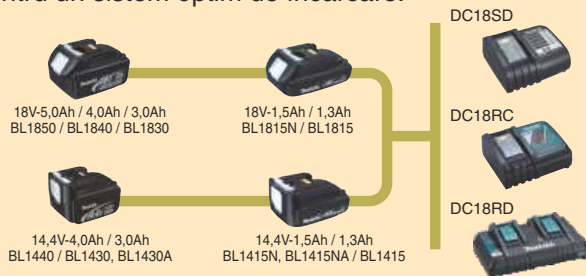 un sistem optim de încărcare.
DC18SD
18V-5,0Ah / 4,0Ah / 3,0Ah
BL1850 / BL1840 / BL1830
18V-1,5Ah / 1,3Ah
BL1815N / BL1815
DC18RC
14,4V-4,0Ah / 3,0Ah
BL1440 / BL1430, BL1430A
14,4V-1,5Ah / 1,3Ah
BL1415N, BL1415NA / BL1415
DC18RD